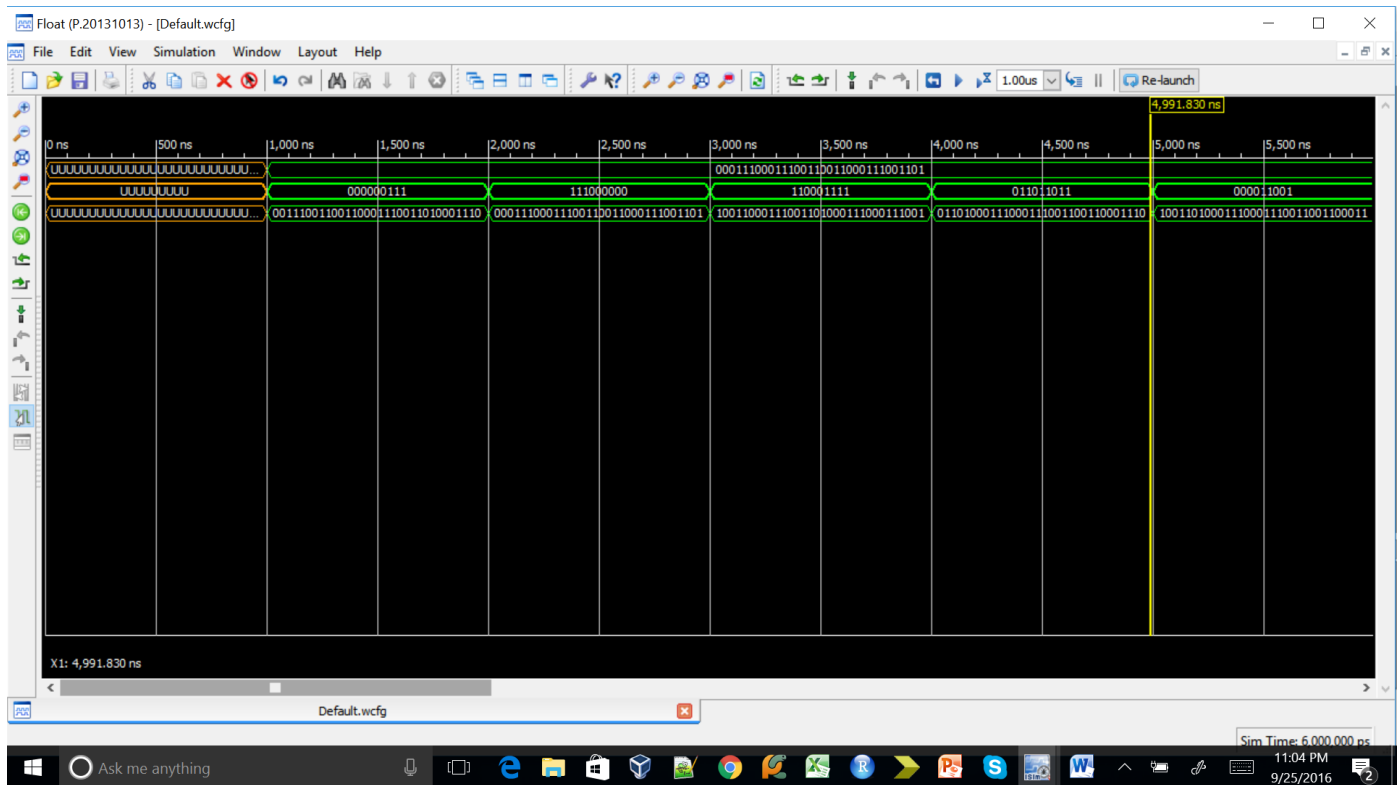 Float (P.20131013) - [Default.wcfg]
File Edit View Simulation Window Layout Help
1.00us Re-launch
4,991.830 ns
0 ns 500 ns 1,000 ns 1,500 ns 2,000 ns 2,500 ns 3,000 ns 3,500 ns 4,000 ns 4,500 ns 5,000 ns 5,500 ns
UUUUUUUUUUUUUUUUUUUUUUUUUU... 00011100011100110011000111001101
UUUUUUUUU 000000111 111000000 110001111 011011011 000011001
UUUUUUUUUUUUUUUUUUUUUUUUUU... 00111001100110001110011010001110 00011100011100110011000111001101 10011000111001101000111000111001 01101000111000111001100110001110 10011010001110001110011001100011
X1: 4,991.830 ns
Default.wcfg
Sim Time: 6,000,000 ps
Ask me anything
11:04 PM
9/25/2016
2